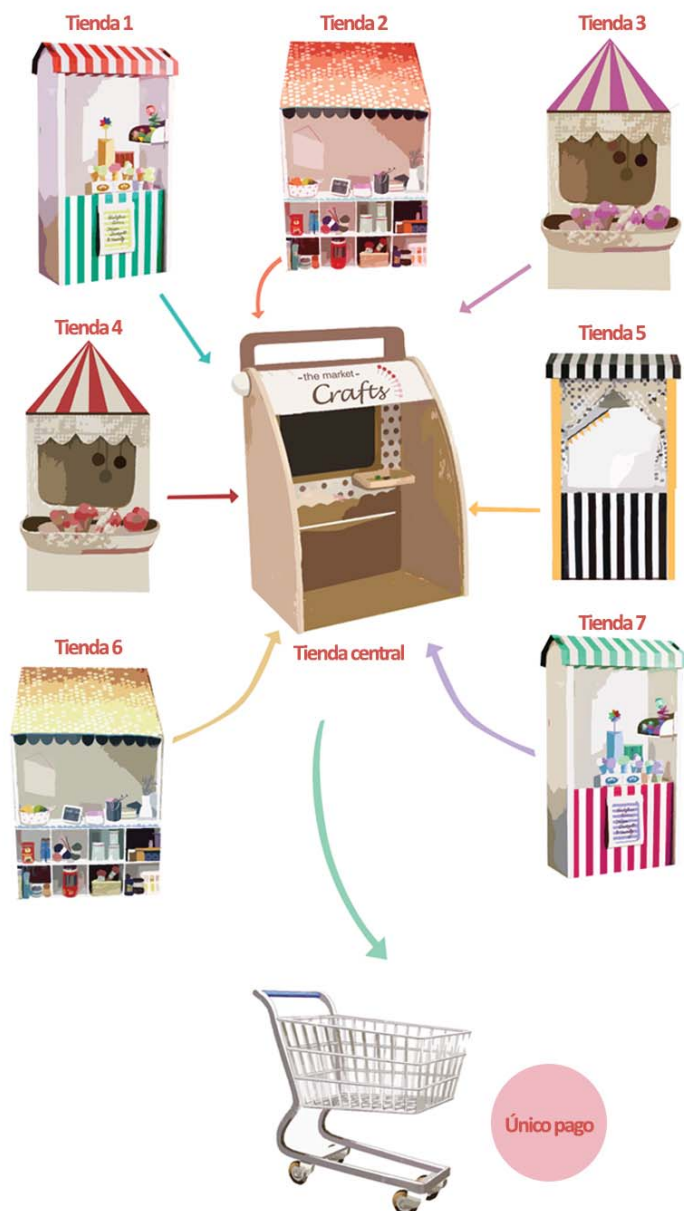 Tienda 1
Tienda 2
Tienda 3
Tienda 4
Tienda 5
-the market-
Crafts
Tienda 6
Tienda central
Tienda 7
Único pago